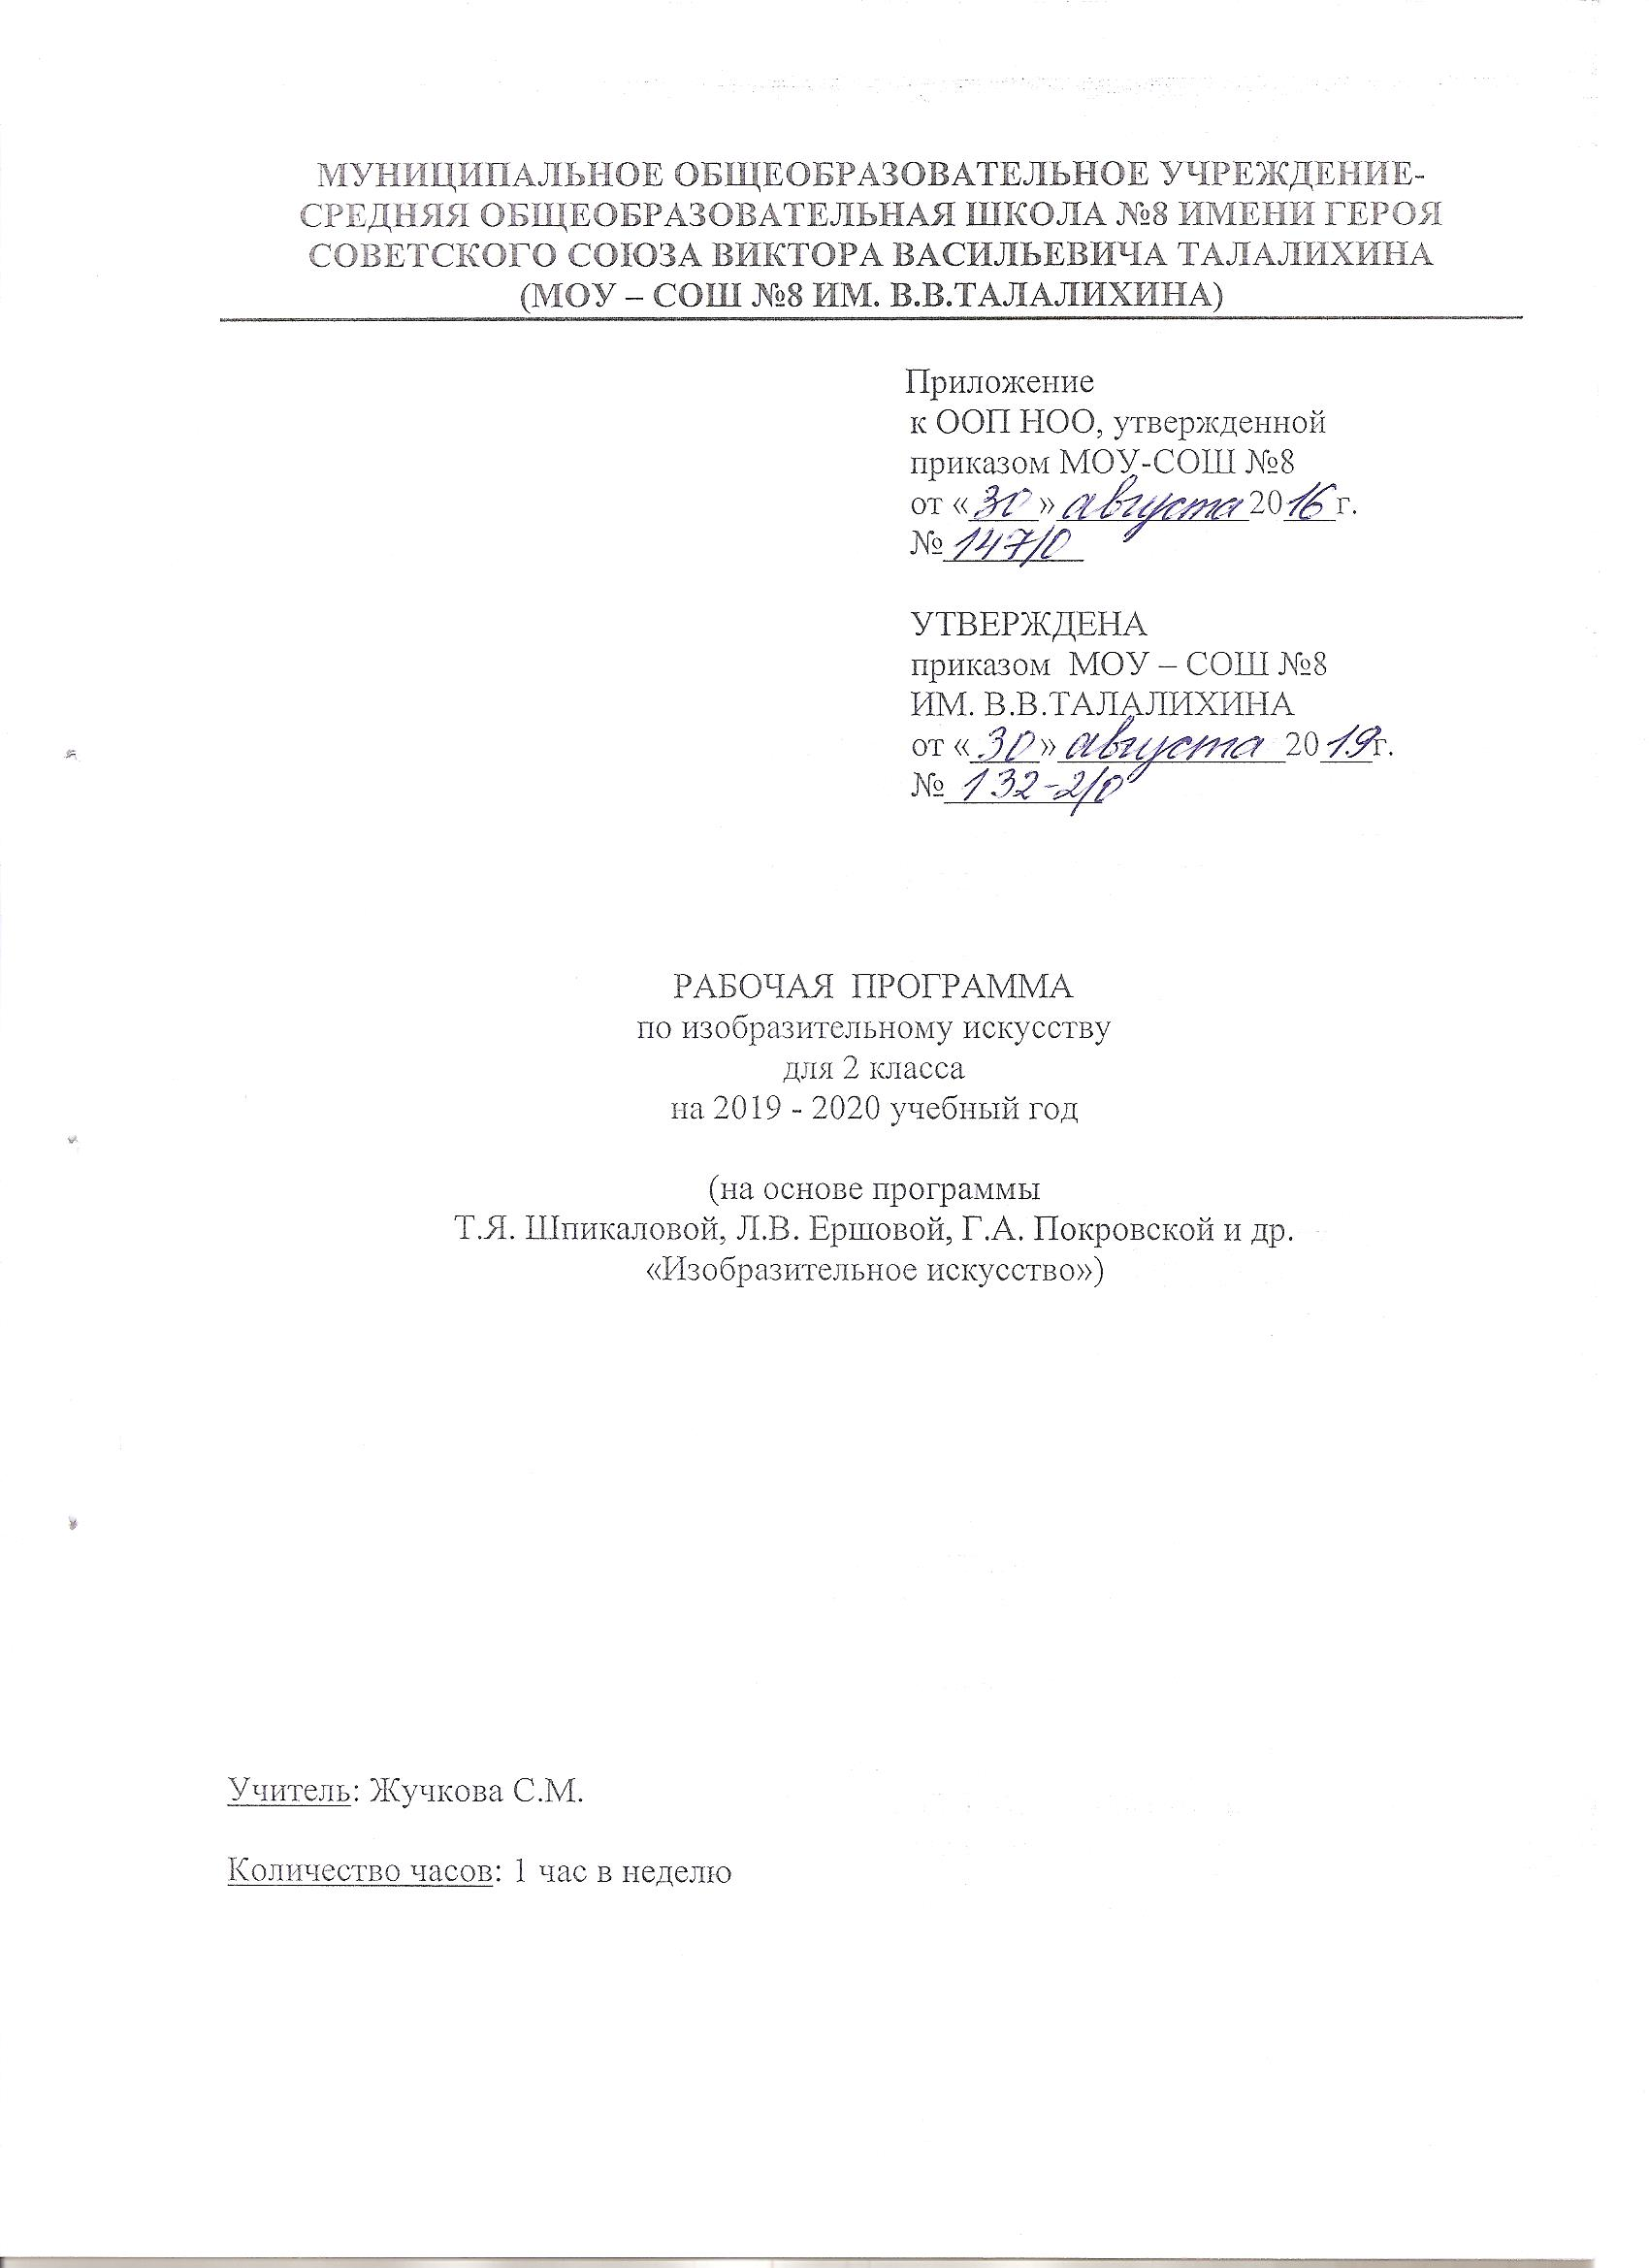 МУНИЦИПАЛЬНОЕ ОБЩЕОБРАЗОВАТЕЛЬНОЕ УЧРЕЖДЕНИЕ-
СРЕДНЯЯ ОБЩЕОБРАЗОВАТЕЛЬНАЯ ШКОЛА №8 ИМЕНИ ГЕРОЯ
СОВЕТСКОГО СОЮЗА ВИКТОРА ВАСИЛЬЕВИЧА ТАЛАЛИХИНА
(МОУ – СОШ №8 ИМ. В.В.ТАЛАЛИХИНА)
Приложение
к ООП НОО, утвержденной
приказом МОУ-СОШ №8
от «30» августа 2016 г.
№ 147/0
УТВЕРЖДЕНА
приказом МОУ – СОШ №8
ИМ. В.В.ТАЛАЛИХИНА
от «30» августа 2019г.
№ 132-2/0
РАБОЧАЯ ПРОГРАММА
по изобразительному искусству
для 2 класса
на 2019 - 2020 учебный год
(на основе программы
Т.Я. Шпикаловой, Л.В. Ершовой, Г.А. Покровской и др.
«Изобразительное искусство»)
Учитель: Жучкова С.М.
Количество часов: 1 час в неделю